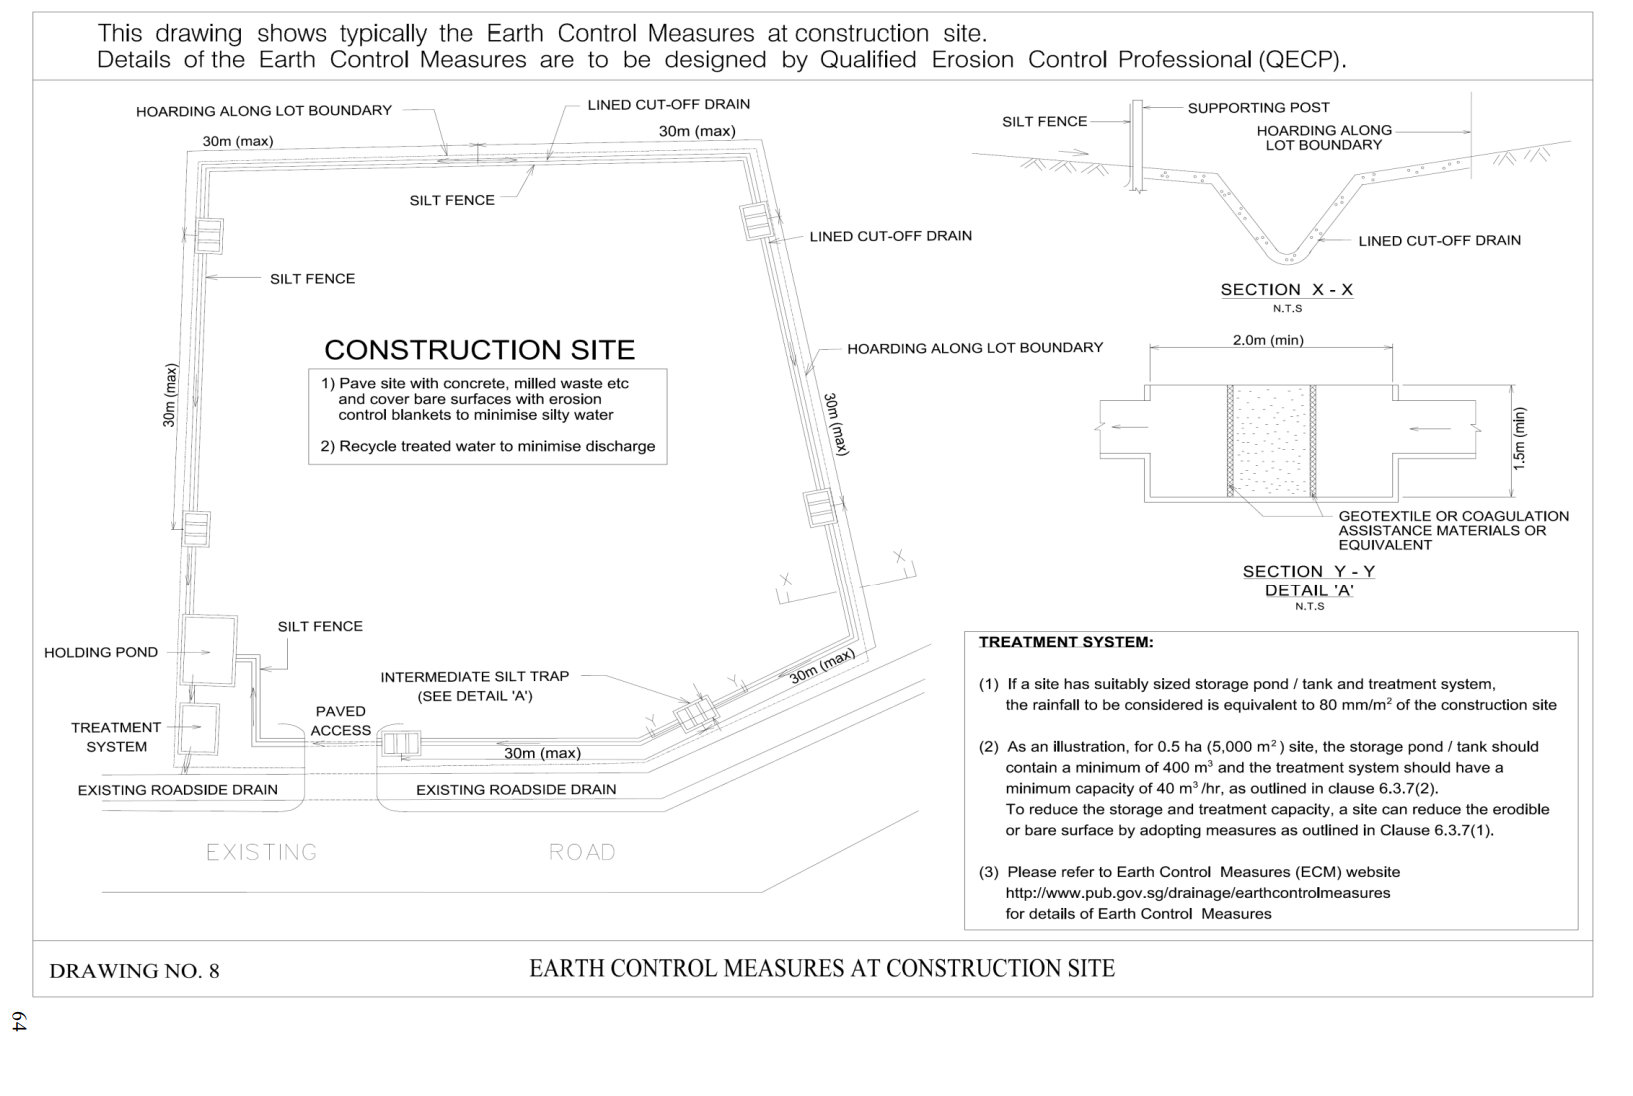 This drawing shows typically the Earth Control Measures at construction site.
Details of the Earth Control Measures are to be designed by Qualified Erosion Control Professional (QECP).
HOARDING ALONG LOT BOUNDARY
LINED CUT-OFF DRAIN
30m (max)
30m (max)
SILT FENCE
LINED CUT-OFF DRAIN
SILT FENCE
CONSTRUCTION SITE
1) Pave site with concrete, milled waste etc
and cover bare surfaces with erosion
control blankets to minimise silty water
2) Recycle treated water to minimise discharge
HOARDING ALONG LOT BOUNDARY
30m (max)
30m (max)
X
X
SILT FENCE
HOLDING POND
INTERMEDIATE SILT TRAP
(SEE DETAIL 'A')
30m (max)
Y
Y
PAVED
ACCESS
TREATMENT
SYSTEM
30m (max)
EXISTING ROADSIDE DRAIN
EXISTING ROADSIDE DRAIN
EXISTING ROAD
SUPPORTING POST
SILT FENCE
HOARDING ALONG
LOT BOUNDARY
LINED CUT-OFF DRAIN
SECTION X - X
N.T.S
2.0m (min)
1.5m (min)
GEOTEXTILE OR COAGULATION
ASSISTANCE MATERIALS OR
EQUIVALENT
SECTION Y - Y
DETAIL 'A'
N.T.S
TREATMENT SYSTEM:
(1) If a site has suitably sized storage pond / tank and treatment system,
the rainfall to be considered is equivalent to 80 mm/m² of the construction site
(2) As an illustration, for 0.5 ha (5,000 m²) site, the storage pond / tank should
contain a minimum of 400 m³ and the treatment system should have a
minimum capacity of 40 m³/hr, as outlined in clause 6.3.7(2).
To reduce the storage and treatment capacity, a site can reduce the erodible
or bare surface by adopting measures as outlined in Clause 6.3.7(1).
(3) Please refer to Earth Control Measures (ECM) website
http://www.pub.gov.sg/drainage/earthcontrolmeasures
for details of Earth Control Measures
DRAWING NO. 8
EARTH CONTROL MEASURES AT CONSTRUCTION SITE
64